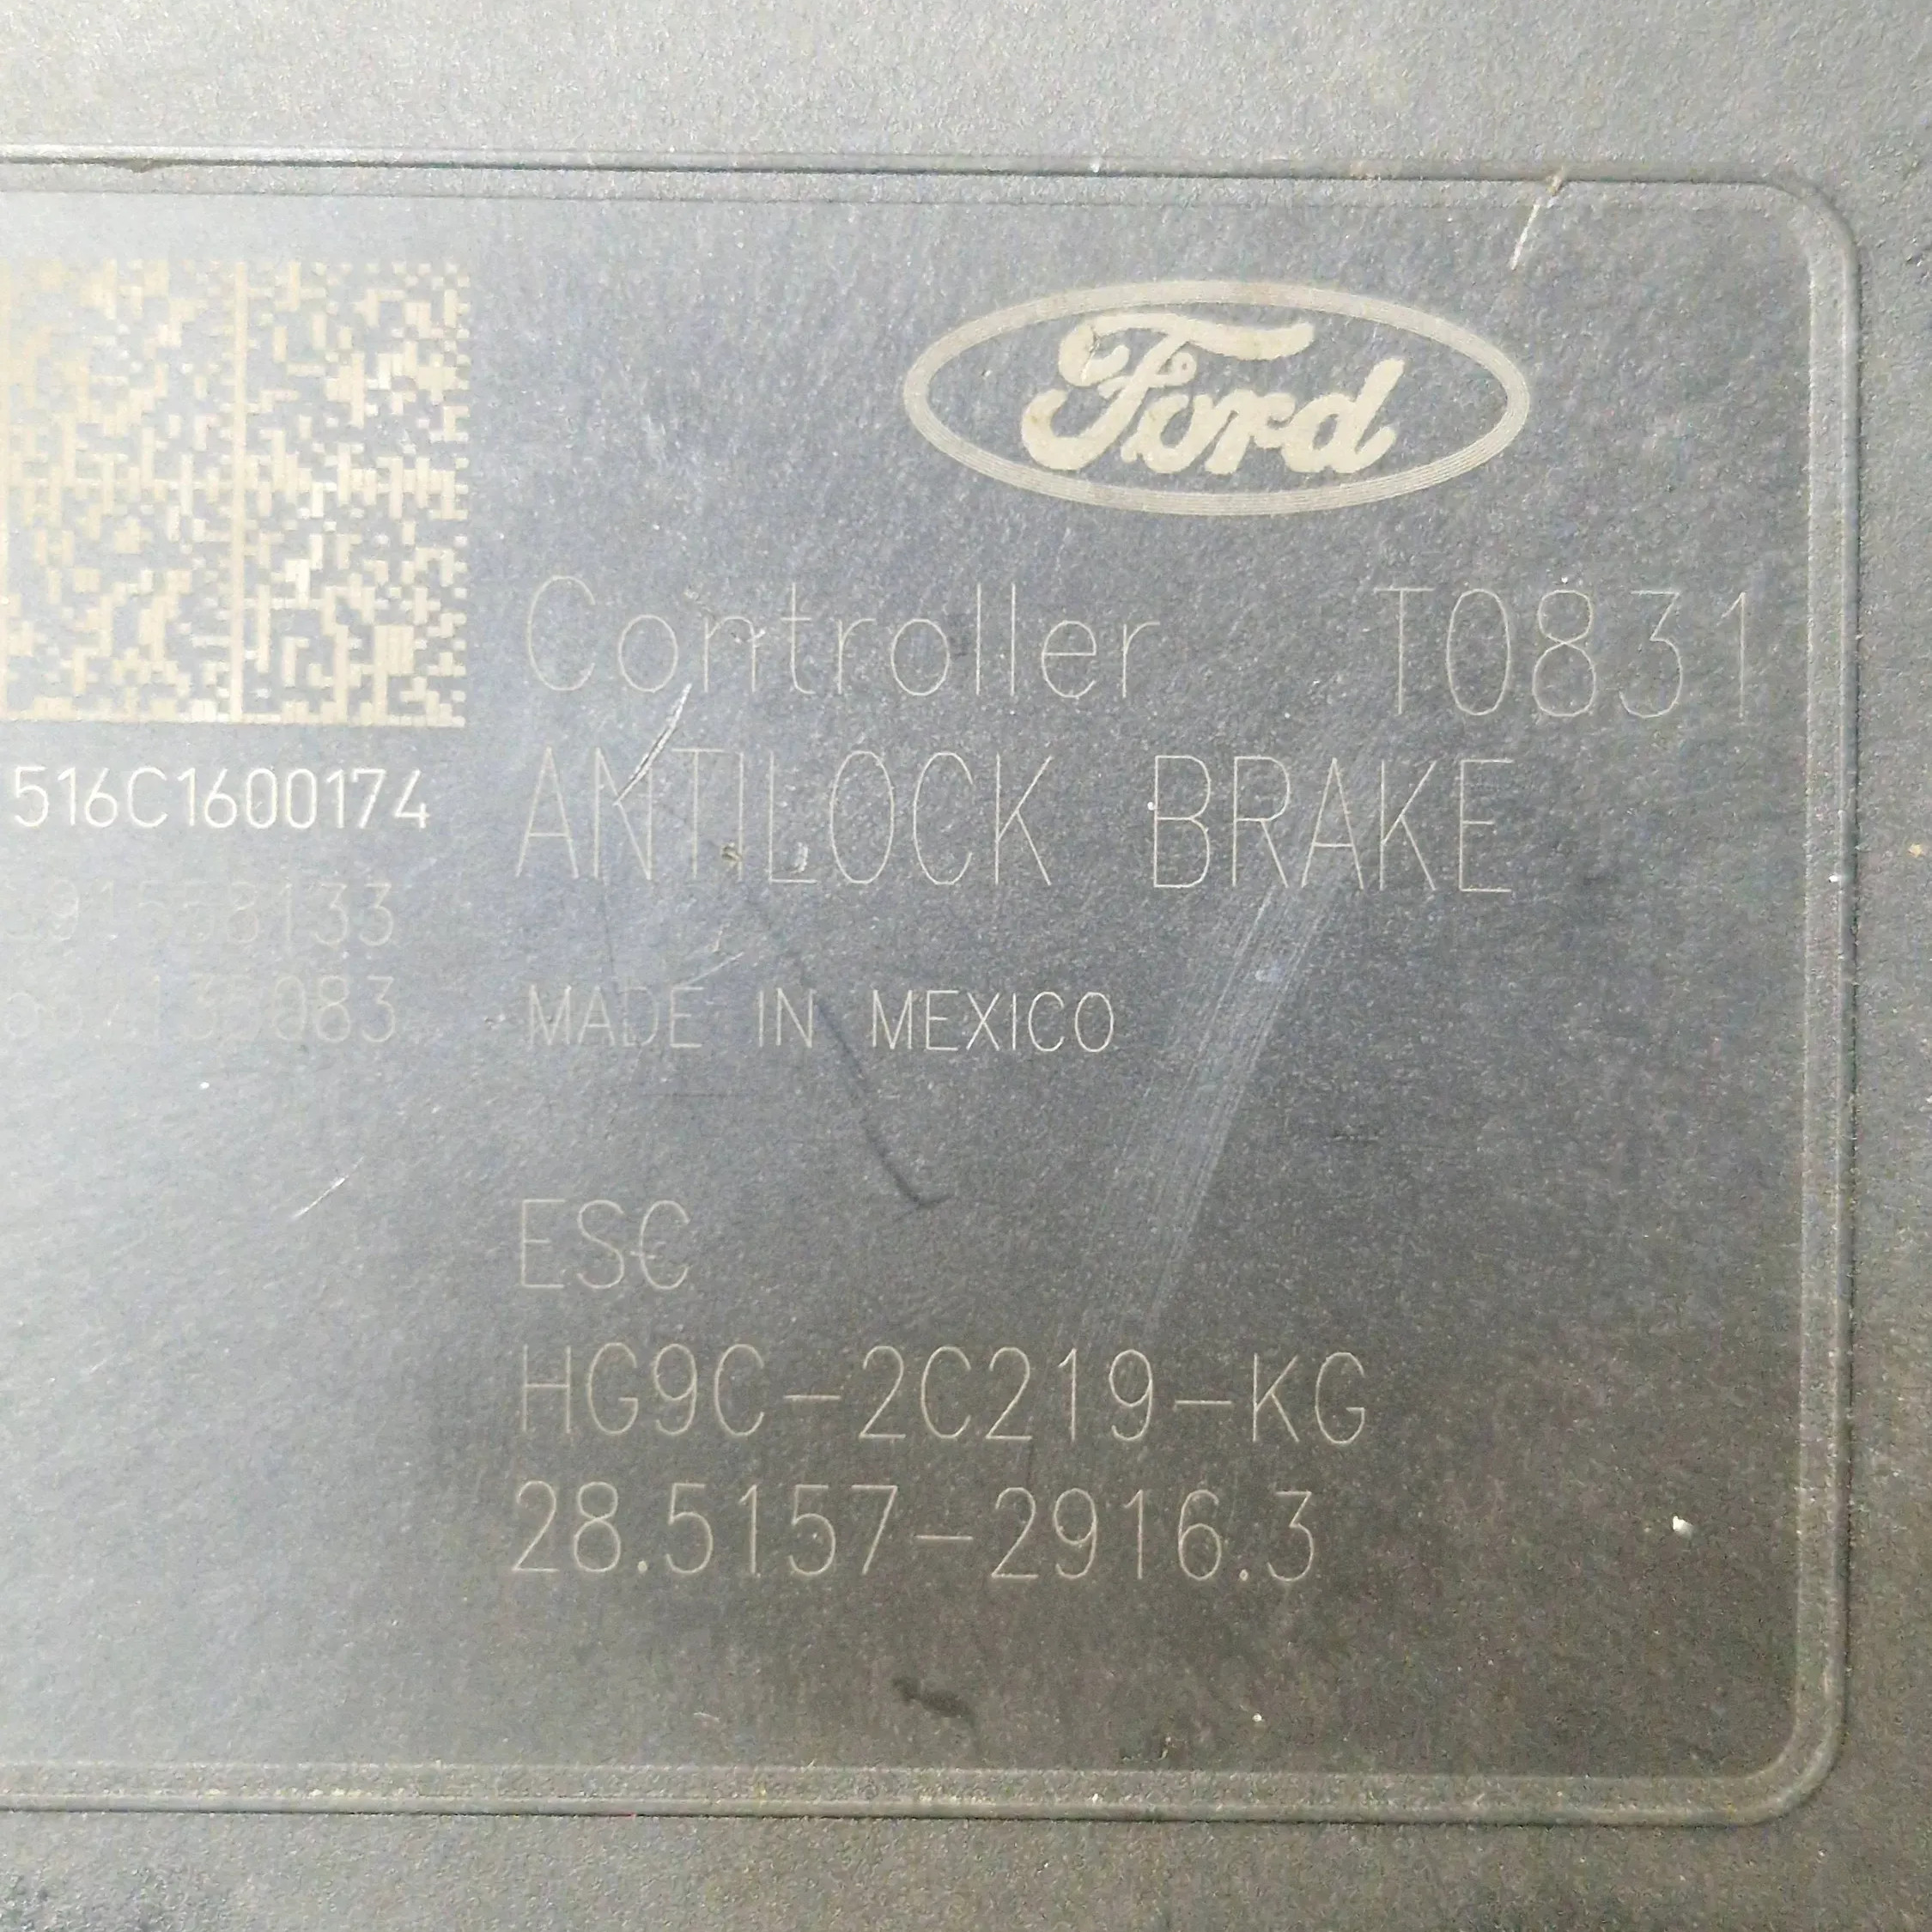 Ford
Controller T0831
516C1600174 ANTILOCK BRAKE
MADE IN MEXICO
ESC
HG9C-2C219-KG
28.5157-2916.3